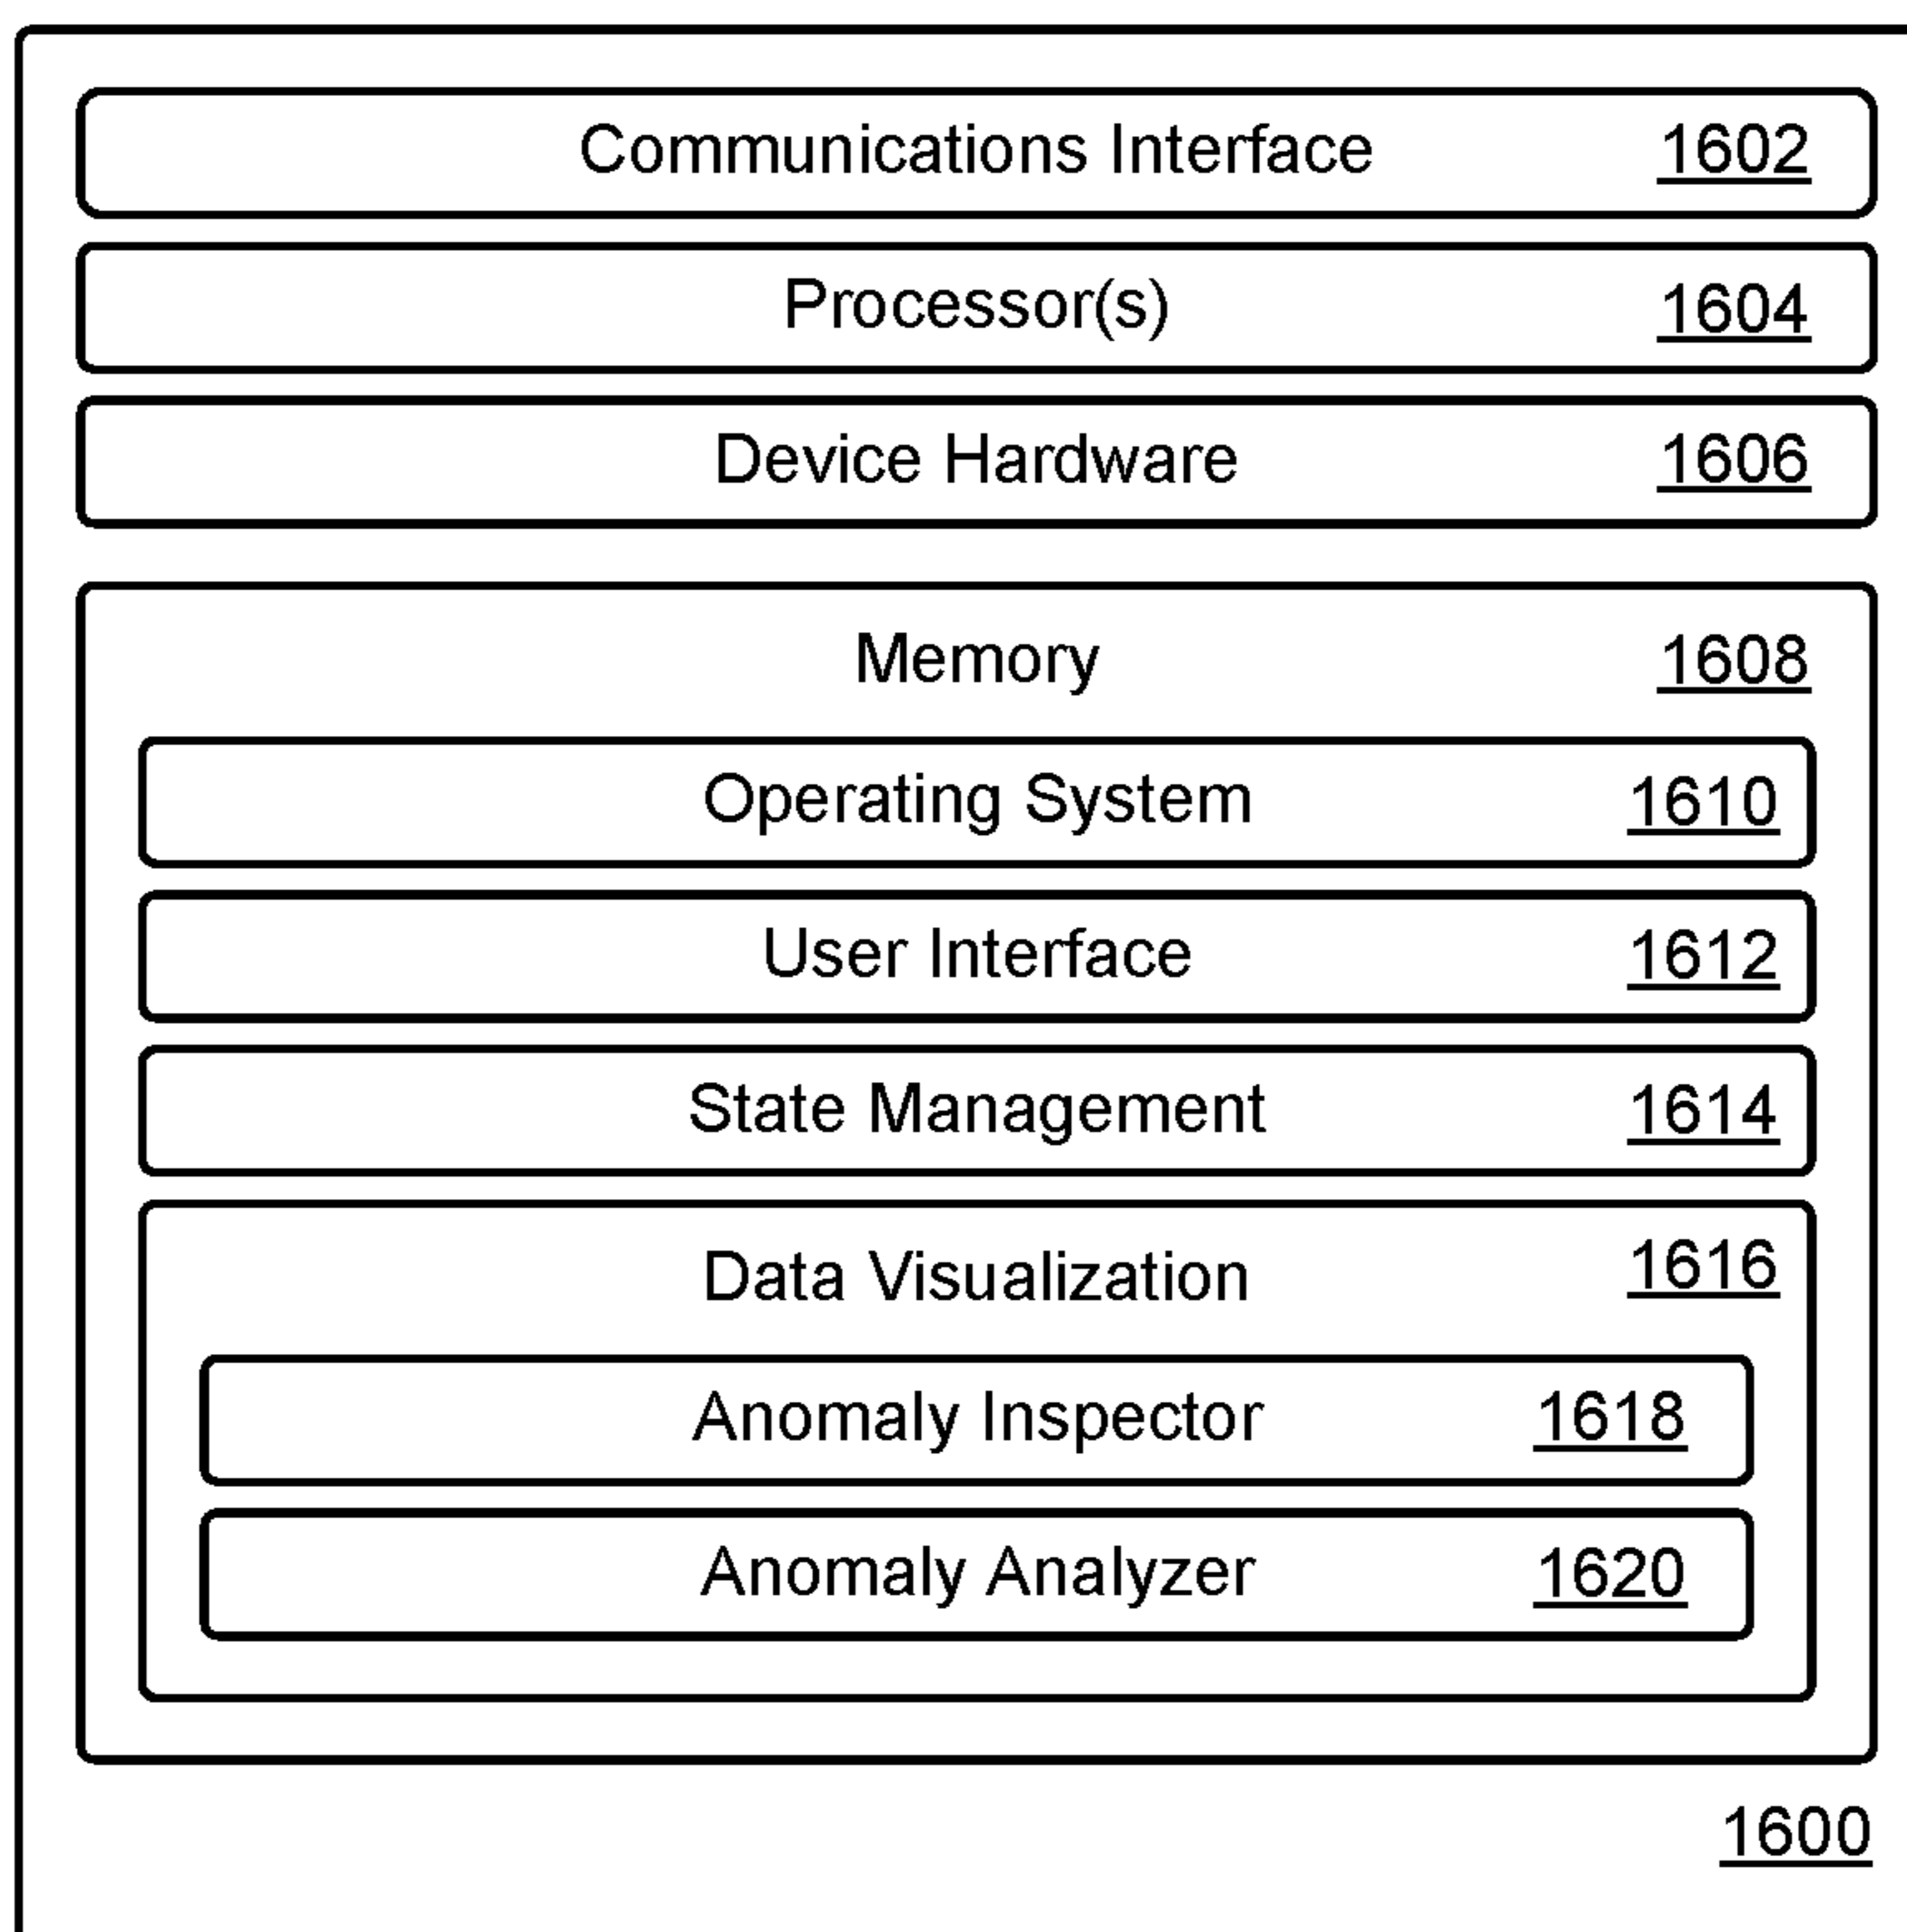 Communications Interface 1602
Processor(s) 1604
Device Hardware 1606
Memory 1608
Operating System 1610
User Interface 1612
State Management 1614
Data Visualization 1616
Anomaly Inspector 1618
Anomaly Analyzer 1620
1600